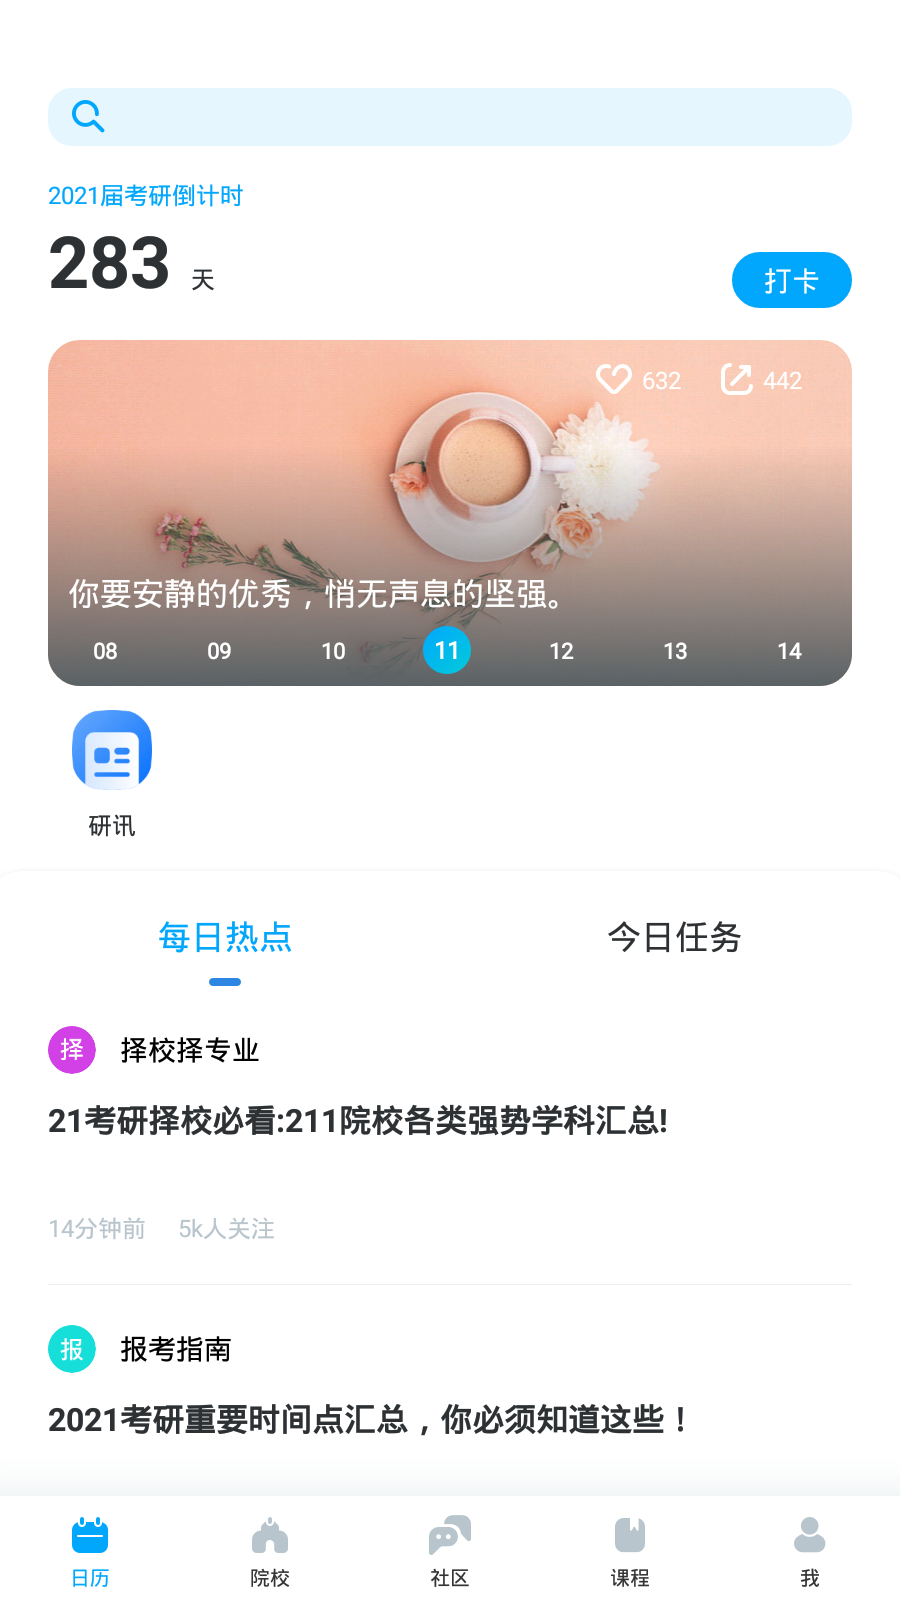 2021届考研倒计时
283 天
打卡
632 442
你要安静的优秀，悄无声息的坚强。
08 09 10 11 12 13 14
研讯
每日热点 今日任务
择 择校择专业
21考研择校必看:211院校各类强势学科汇总!
14分钟前 5k人关注
报 报考指南
2021考研重要时间点汇总，你必须知道这些！
日历 院校 社区 课程 我